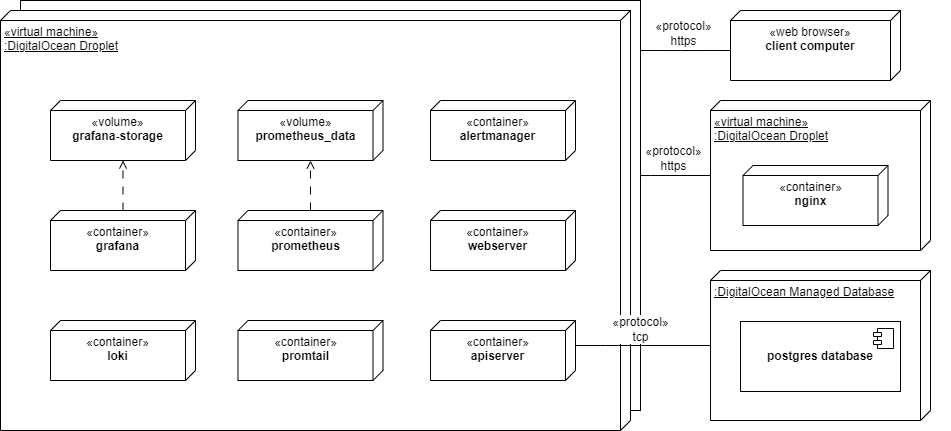 «virtual machine»
:DigitalOcean Droplet
«volume»
grafana-storage
«volume»
prometheus_data
«container»
alertmanager
«container»
grafana
«container»
prometheus
«container»
webserver
«container»
loki
«container»
promtail
«container»
apiserver
«protocol»
https
«web browser»
client computer
«protocol»
https
«virtual machine»
:DigitalOcean Droplet
«container»
nginx
«protocol»
tcp
:DigitalOcean Managed Database
postgres database